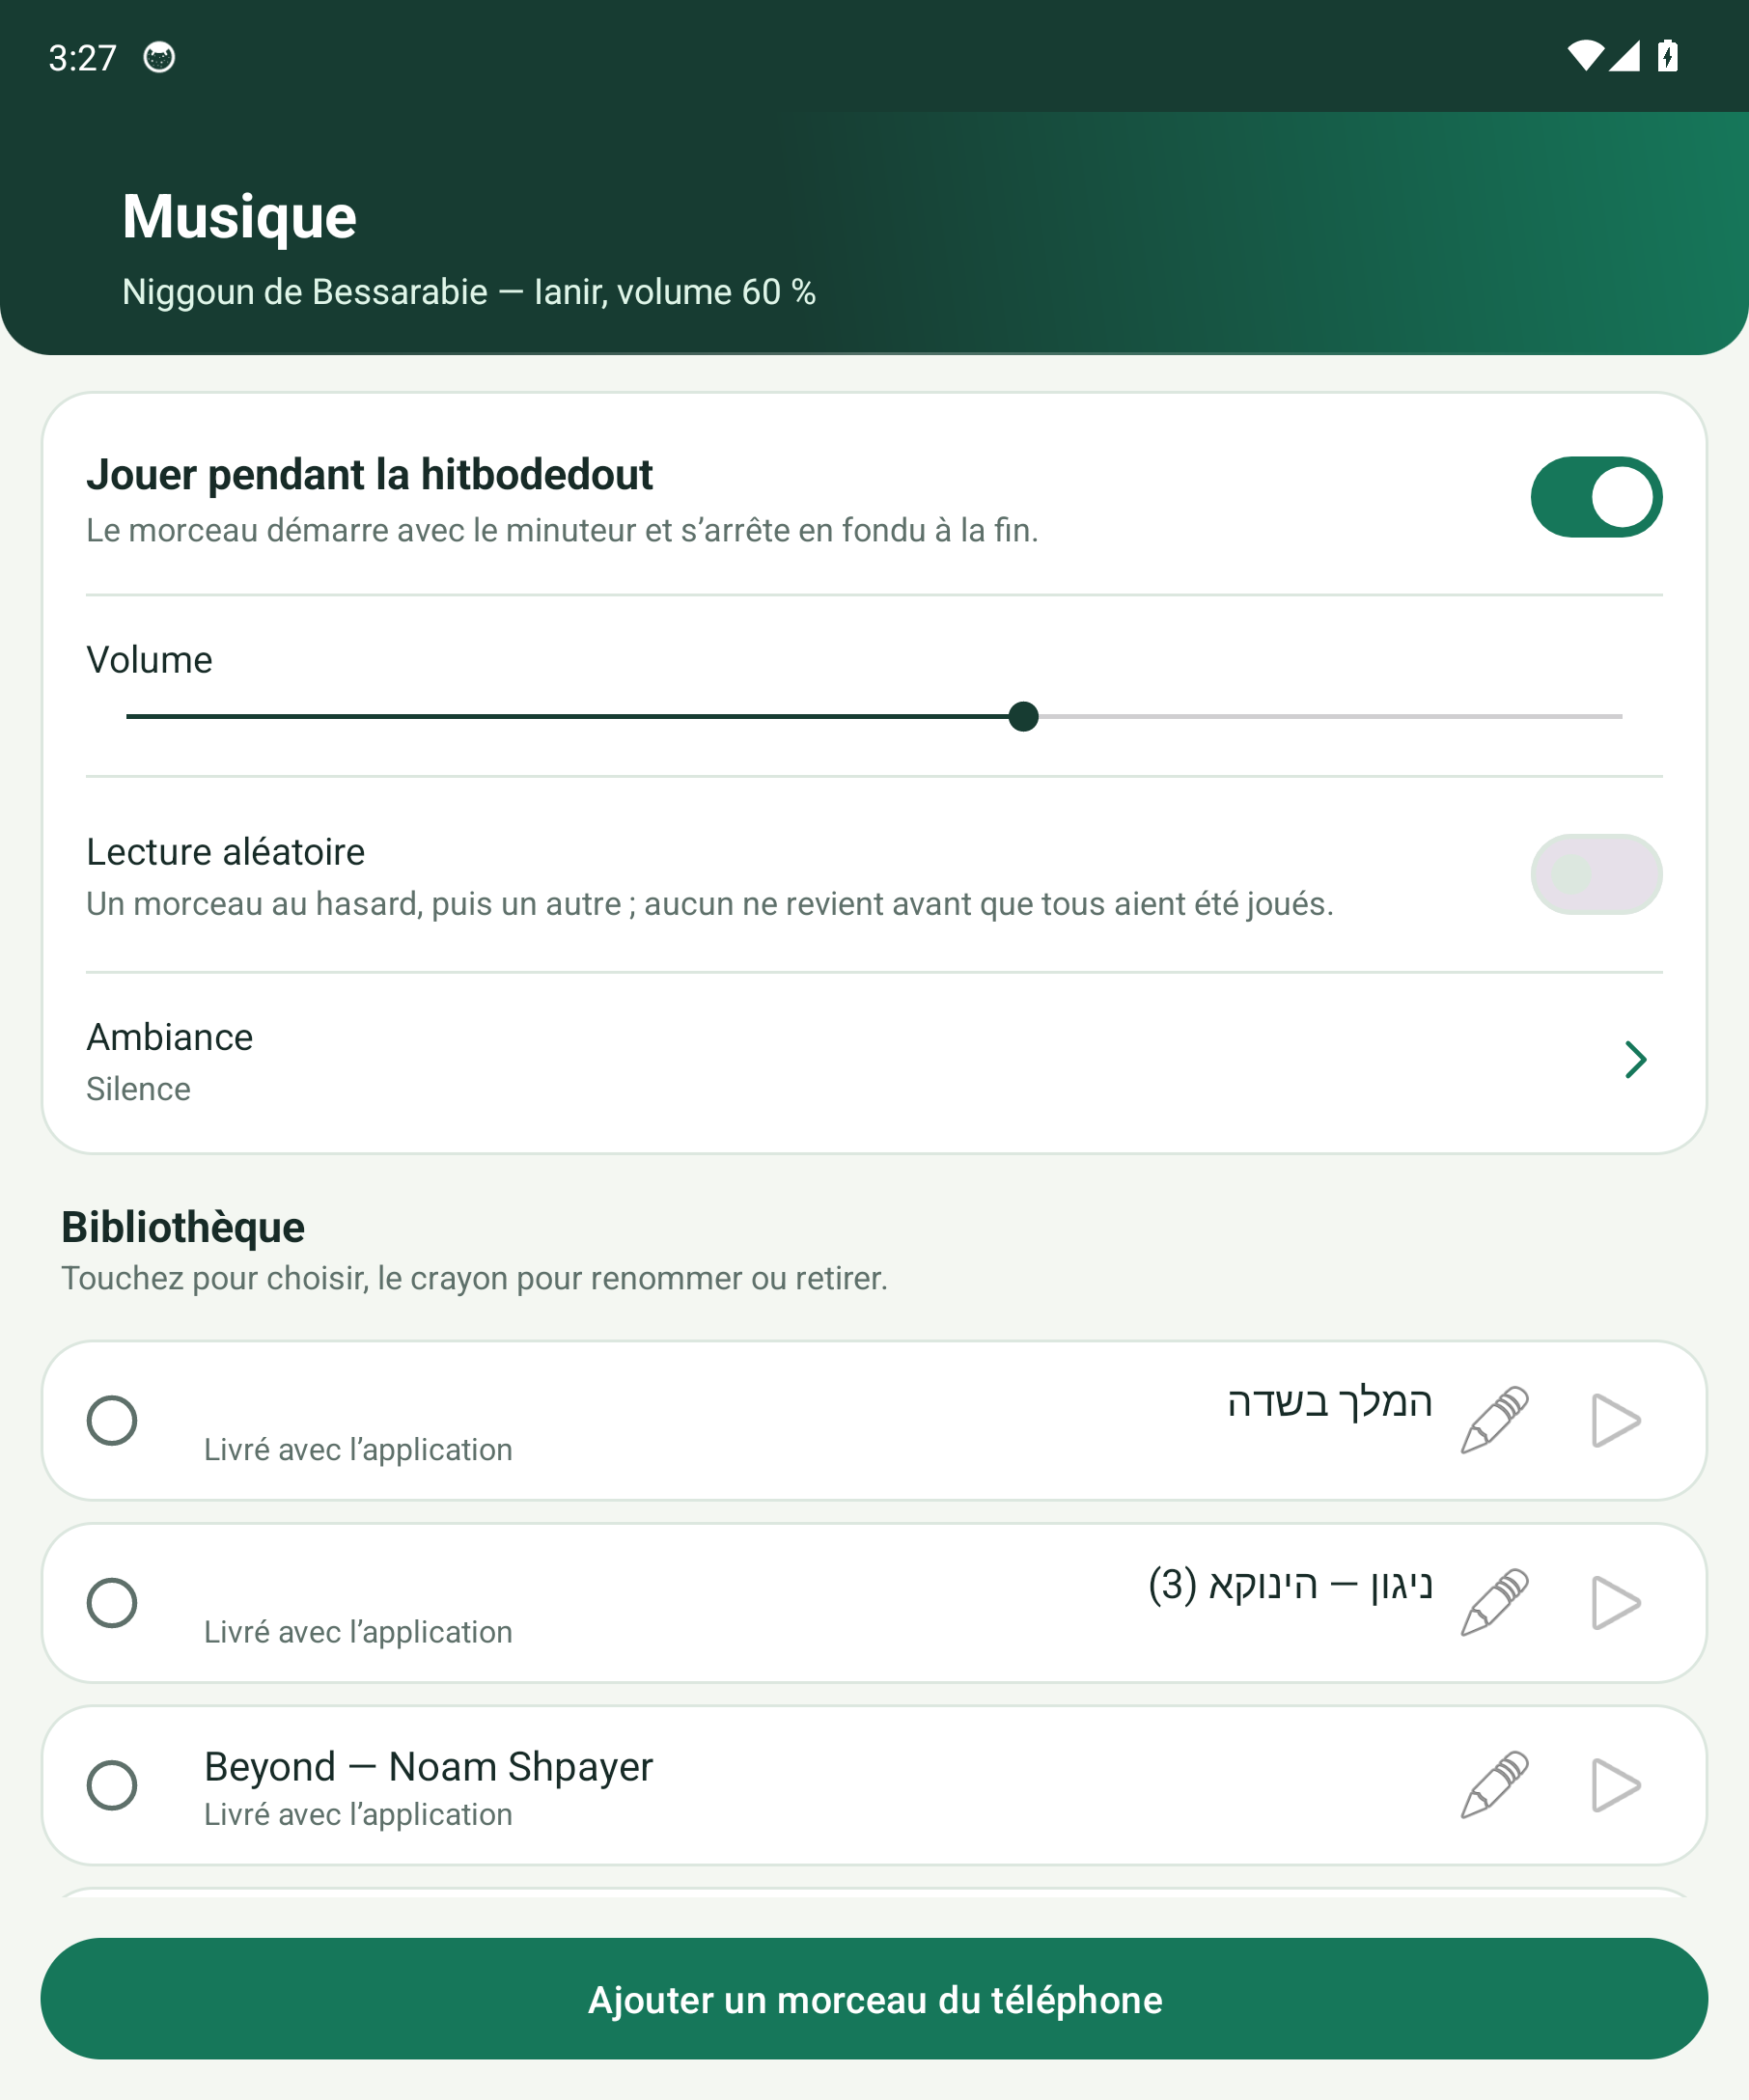 3:27
Musique
Niggoun de Bessarabie — Ianir, volume 60 %
Jouer pendant la hitbodedout
Le morceau démarre avec le minuteur et s’arrête en fondu à la fin.
Volume
Lecture aléatoire
Un morceau au hasard, puis un autre ; aucun ne revient avant que tous aient été joués.
Ambiance
Silence
Bibliothèque
Touchez pour choisir, le crayon pour renommer ou retirer.
המלך בשדה
Livré avec l’application
ניגון — הינוקא (3)
Livré avec l’application
Beyond — Noam Shpayer
Livré avec l’application
Ajouter un morceau du téléphone